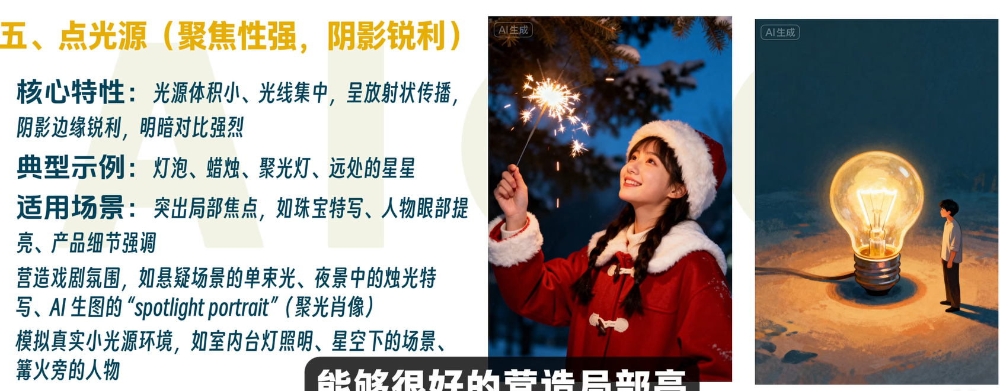 五、点光源（聚焦性强，阴影锐利）
核心特性：光源体积小、光线集中，呈放射状传播，
阴影边缘锐利，明暗对比强烈
典型示例：灯泡、蜡烛、聚光灯、远处的星星
适用场景：突出局部焦点，如珠宝特写、人物眼部提
亮、产品细节强调
营造戏剧氛围，如悬疑场景的单束光、夜景中的烛光特
写、AI 生图的 “spotlight portrait”（聚光肖像）
模拟真实小光源环境，如室内台灯照明、星空下的场景、
篝火旁的人物
AI生成
AI生成
能够很好的营造局部高